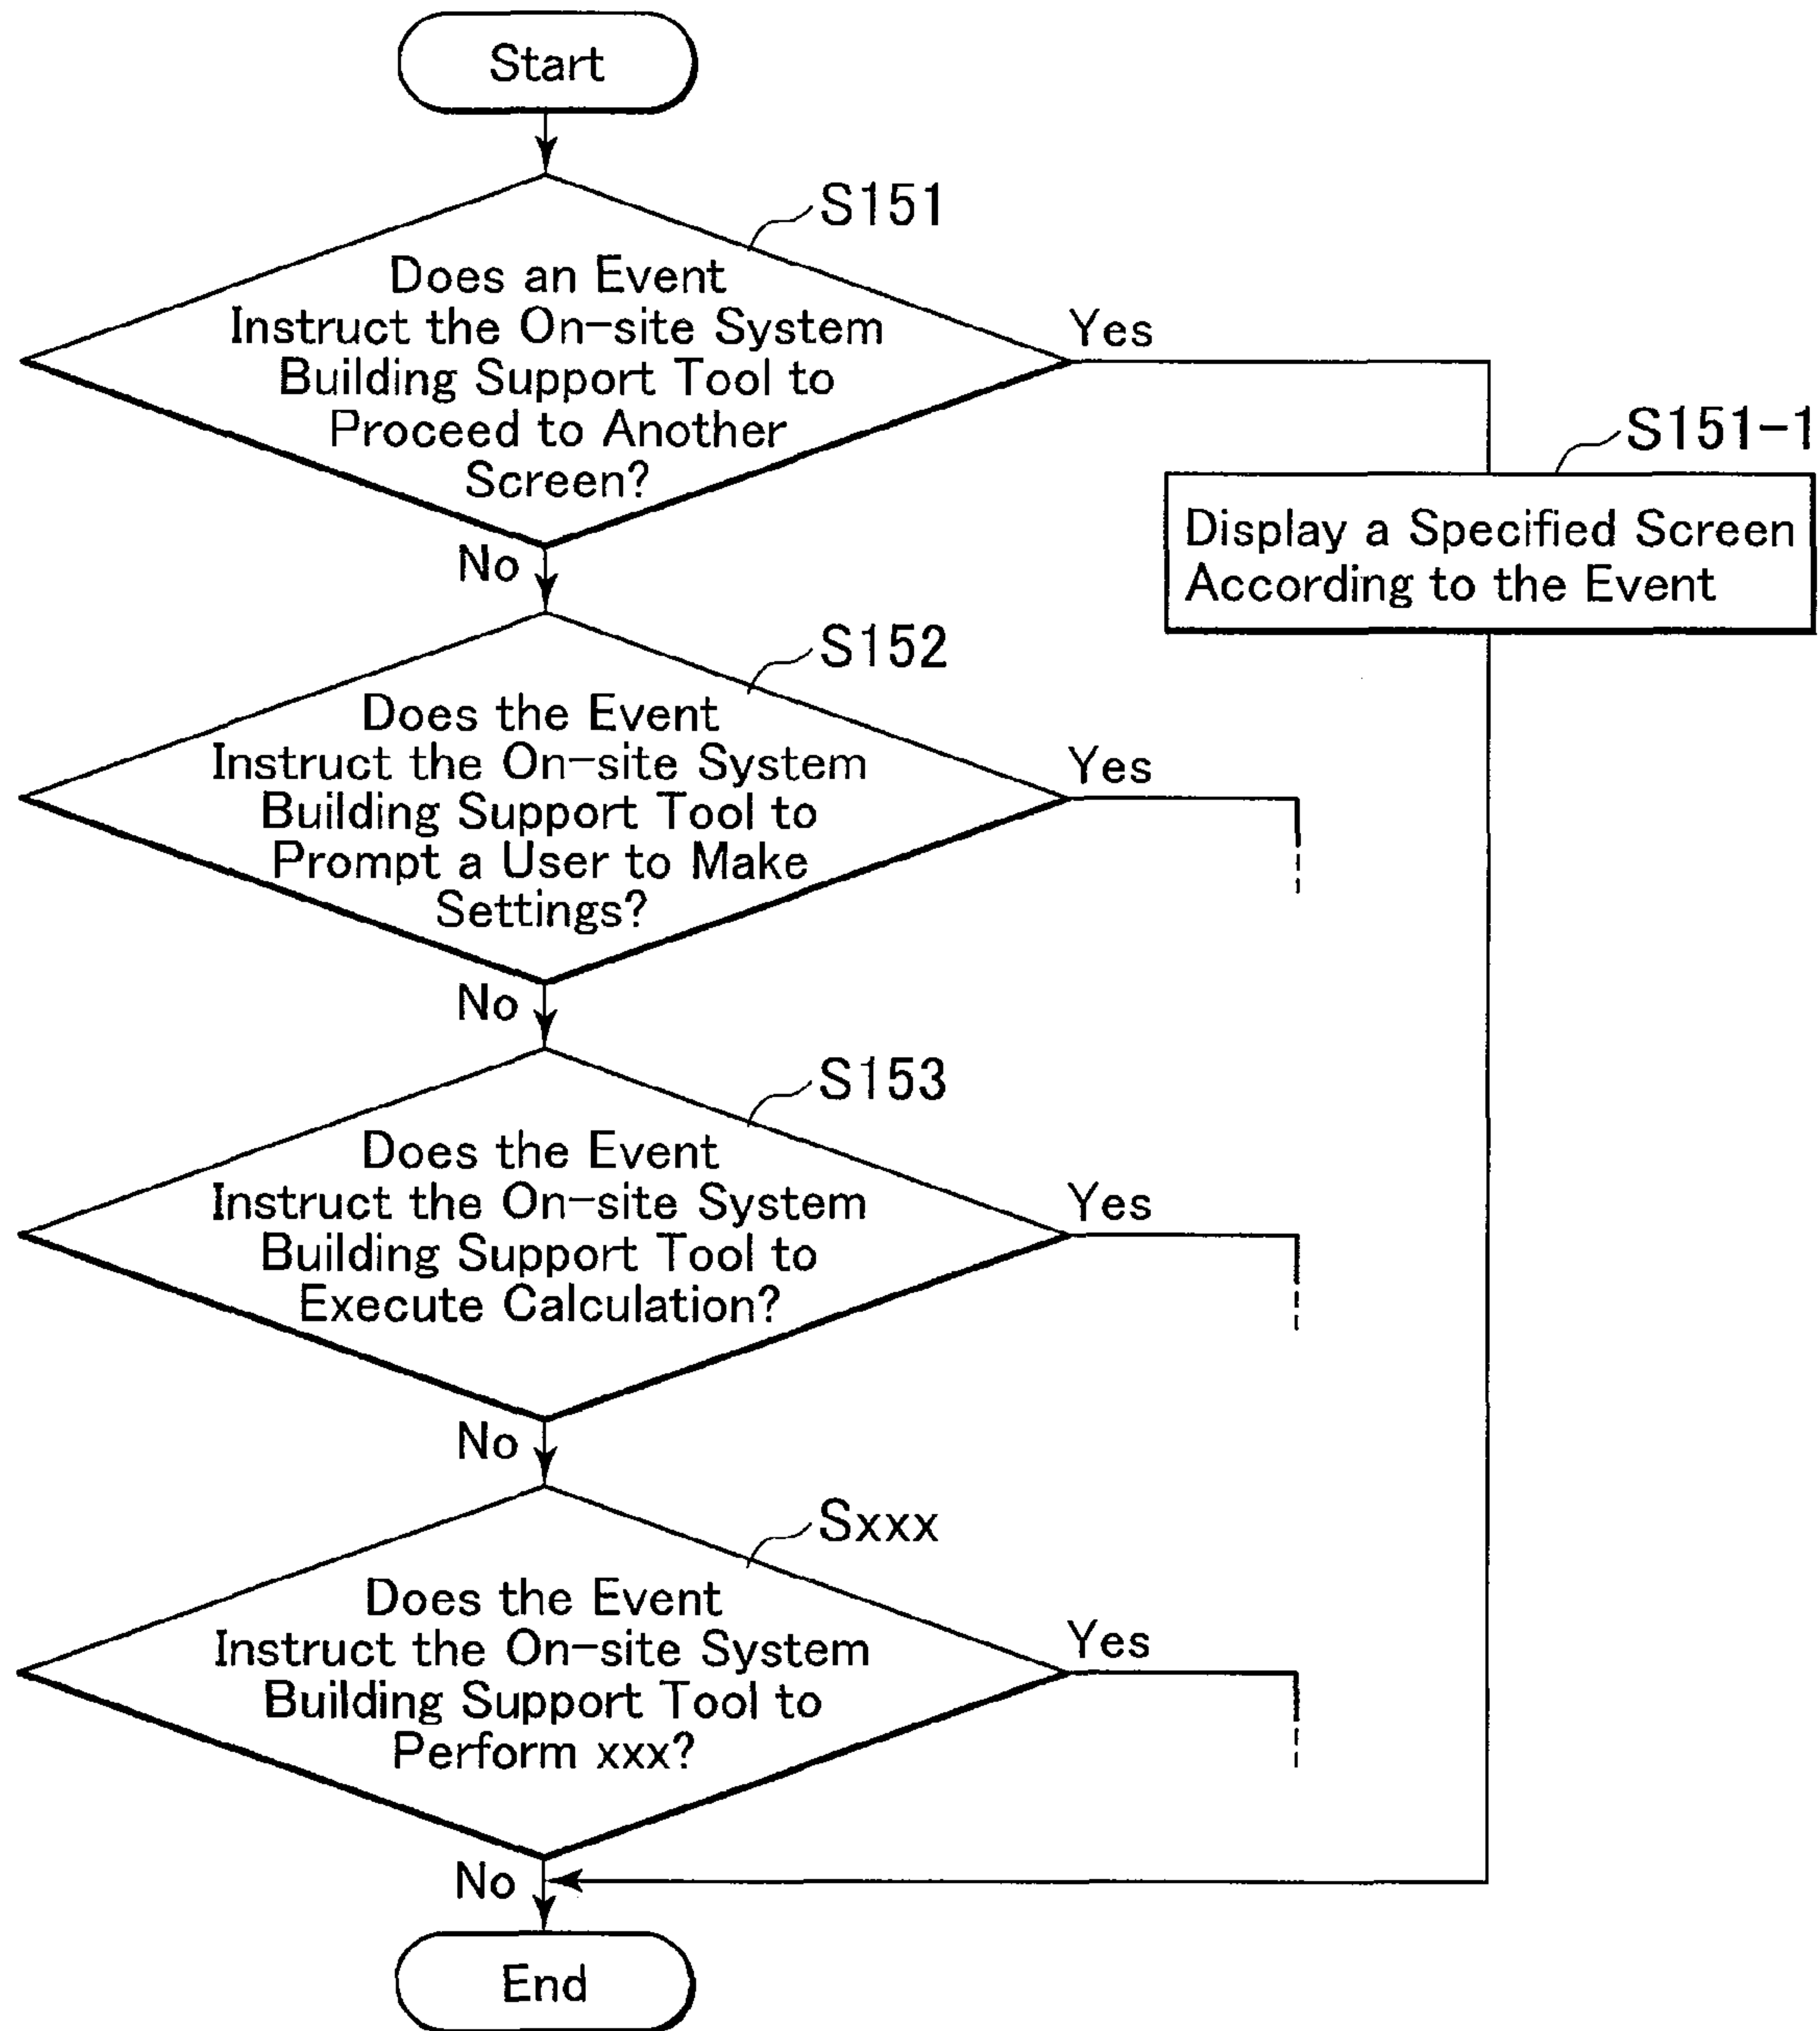 Start
S151
Does an Event
Instruct the On-site System
Building Support Tool to
Proceed to Another
Screen?
Yes
No
S151-1
Display a Specified Screen
According to the Event
S152
Does the Event
Instruct the On-site System
Building Support Tool to
Prompt a User to Make
Settings?
Yes
No
S153
Does the Event
Instruct the On-site System
Building Support Tool to
Execute Calculation?
Yes
No
Sxxx
Does the Event
Instruct the On-site System
Building Support Tool to
Perform xxx?
Yes
No
End